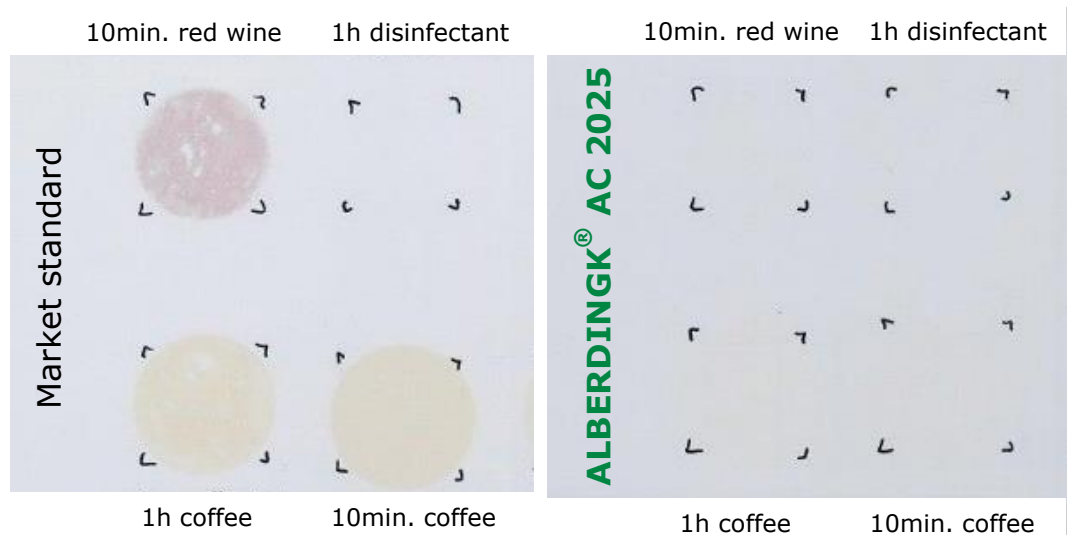 10min. red wine 1h disinfectant
Market standard
1h coffee 10min. coffee
10min. red wine 1h disinfectant
ALBERDINGK® AC 2025
1h coffee 10min. coffee